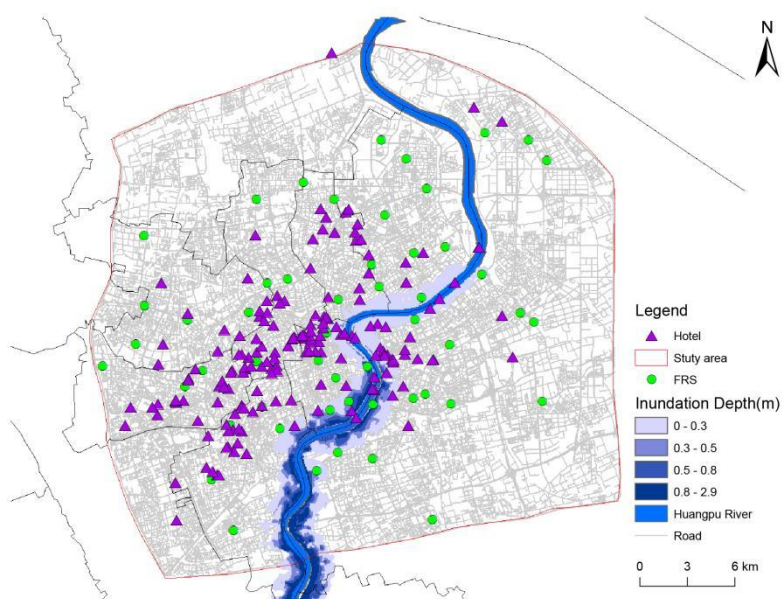 N
Legend
Hotel
Stuty area
FRS
Inundation Depth(m)
0 - 0.3
0.3 - 0.5
0.5 - 0.8
0.8 - 2.9
Huangpu River
Road
0 3 6 km